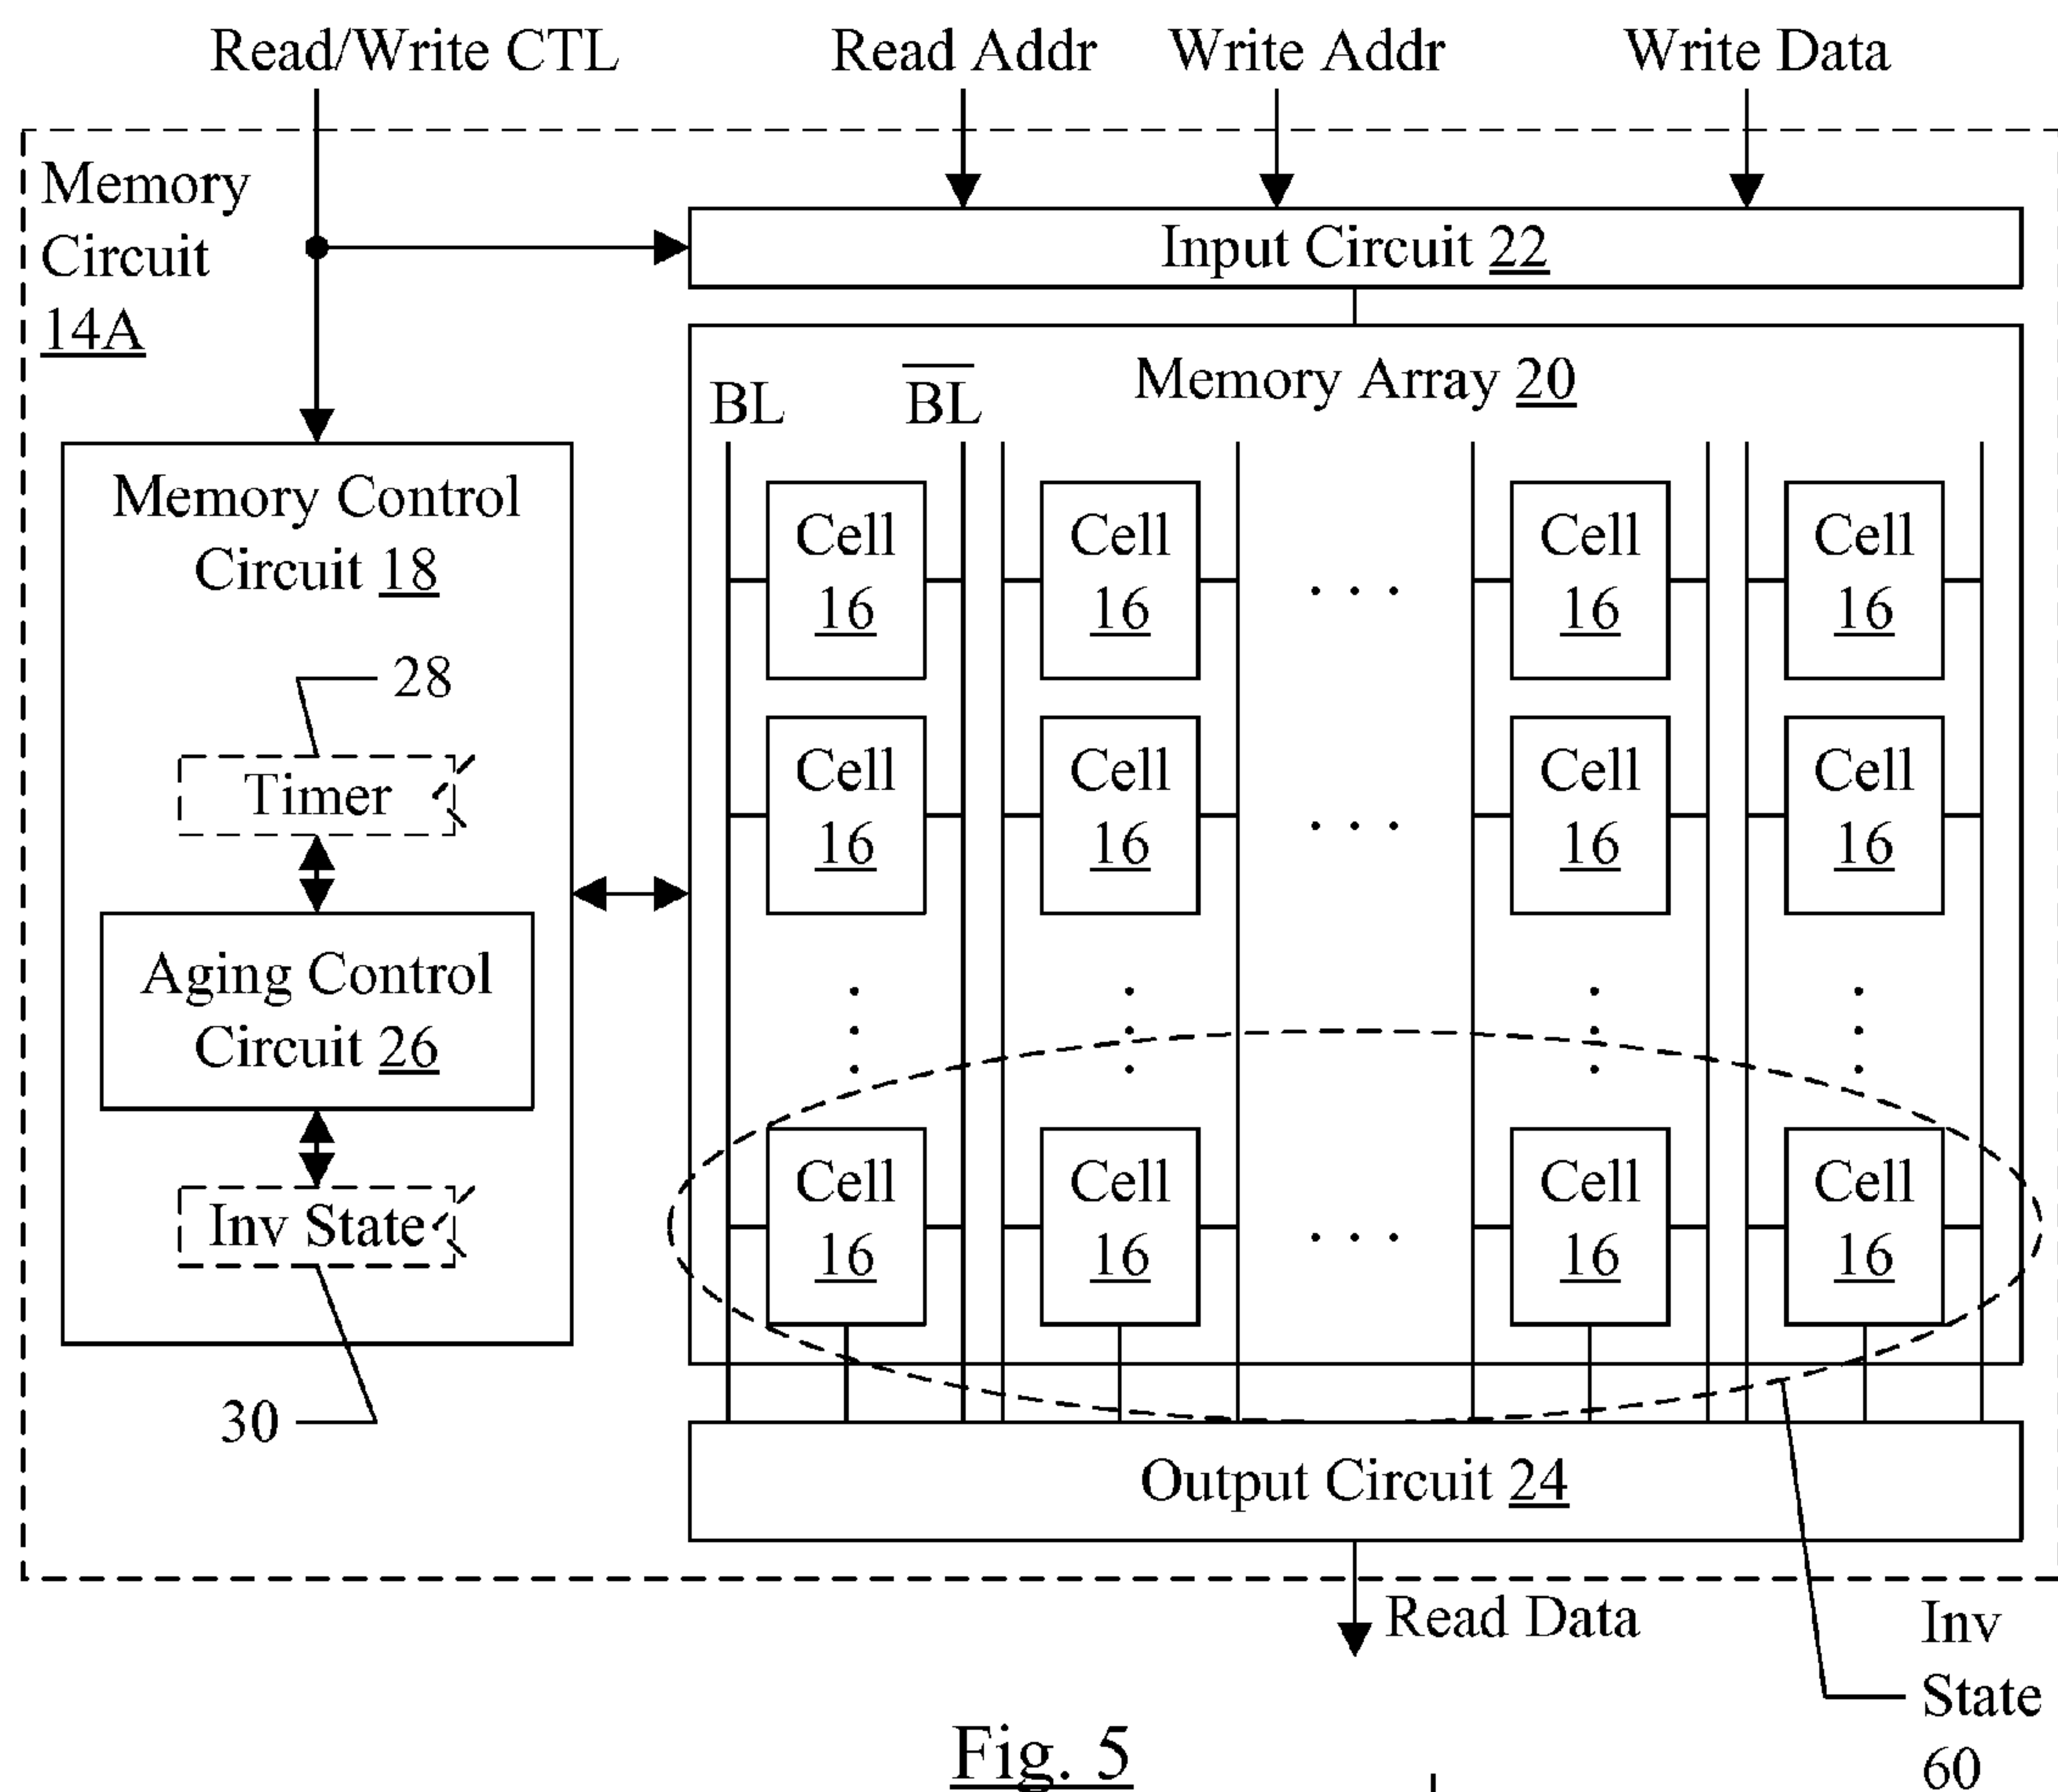 Read/Write CTL
Read Addr
Write Addr
Write Data
Memory
Circuit
14A
Input Circuit 22
Memory Array 20
BL
B̅L̅
Memory Control
Circuit 18
28
Timer
Aging Control
Circuit 26
Inv State
30
Cell
16
Cell
16
. . .
Cell
16
Cell
16
Cell
16
Cell
16
. . .
Cell
16
Cell
16
Cell
16
Cell
16
. . .
Cell
16
Cell
16
Output Circuit 24
Read Data
Inv
State
60
Fig. 5